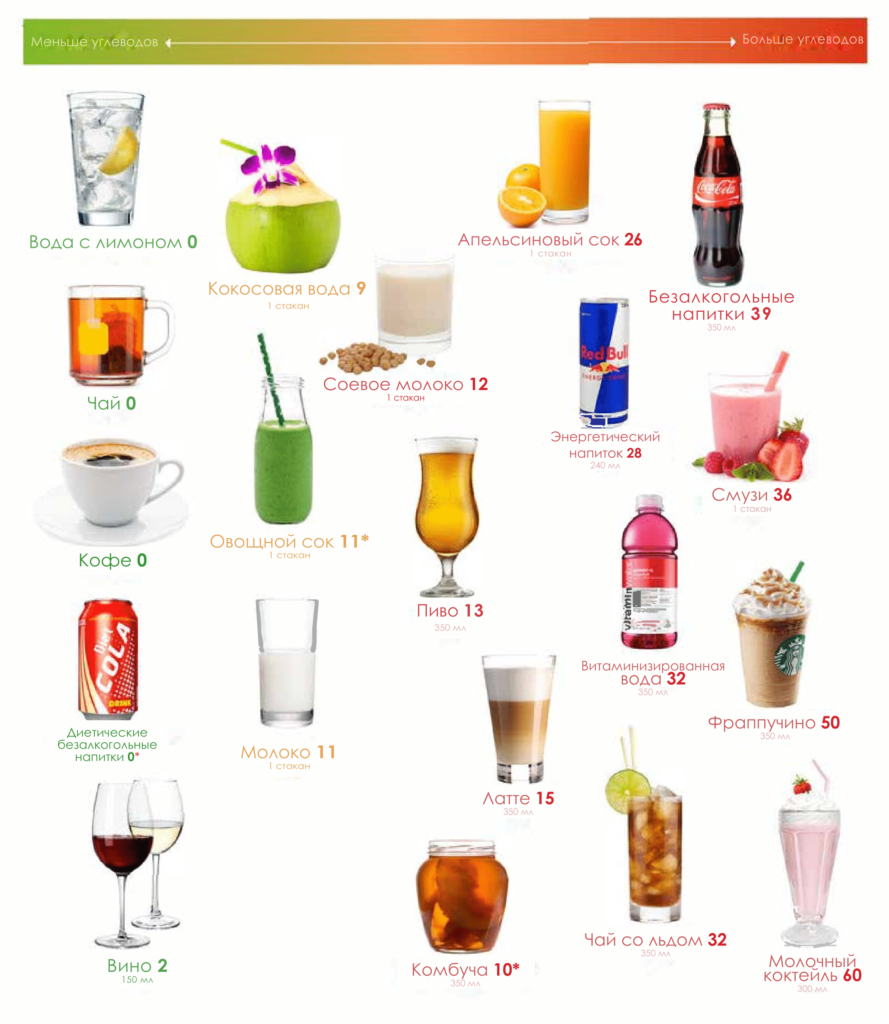 Меньше углеводов
Больше углеводов
Вода с лимоном 0
Кокосовая вода 9
1 стакан
Апельсиновый сок 26
1 стакан
Coca-Cola
Безалкогольные
напитки 39
350 мл
Чай 0
Соевое молоко 12
1 стакан
Red Bull
ENERGY DRINK
Энергетический
напиток 28
240 мл
Смузи 36
1 стакан
Кофе 0
Овощной сок 11*
1 стакан
Пиво 13
350 мл
vitamin
Витаминизированная
вода 32
350 мл
Фраппучино 50
350 мл
Diet
COLA
DRINK
Диетические
безалкогольные
напитки 0*
Молоко 11
1 стакан
Латте 15
350 мл
Вино 2
150 мл
Комбуча 10*
350 мл
Чай со льдом 32
350 мл
Молочный
коктейль 60
300 мл